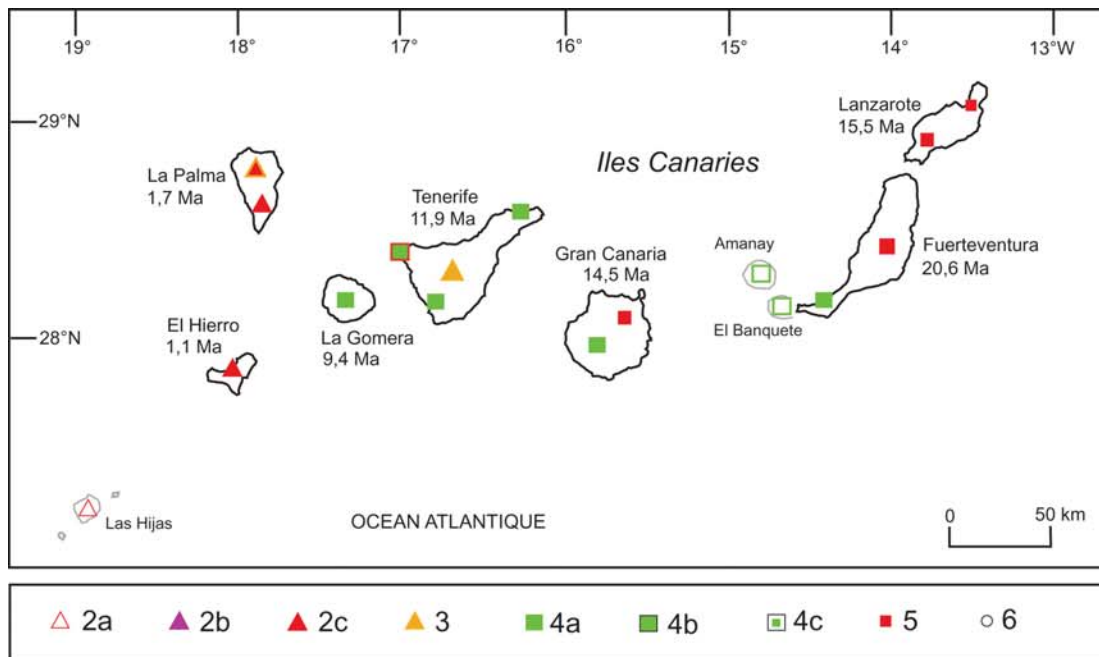 19° 18° 17° 16° 15° 14° 13°W
29°N
28°N
Lanzarote
15,5 Ma
Iles Canaries
La Palma
1,7 Ma
Tenerife
11,9 Ma
Gran Canaria
14,5 Ma
Amanay
Fuerteventura
20,6 Ma
El Hierro
1,1 Ma
La Gomera
9,4 Ma
El Banquete
Las Hijas
OCEAN ATLANTIQUE
0 50 km
2a 2b 2c 3 4a 4b 4c 5 6